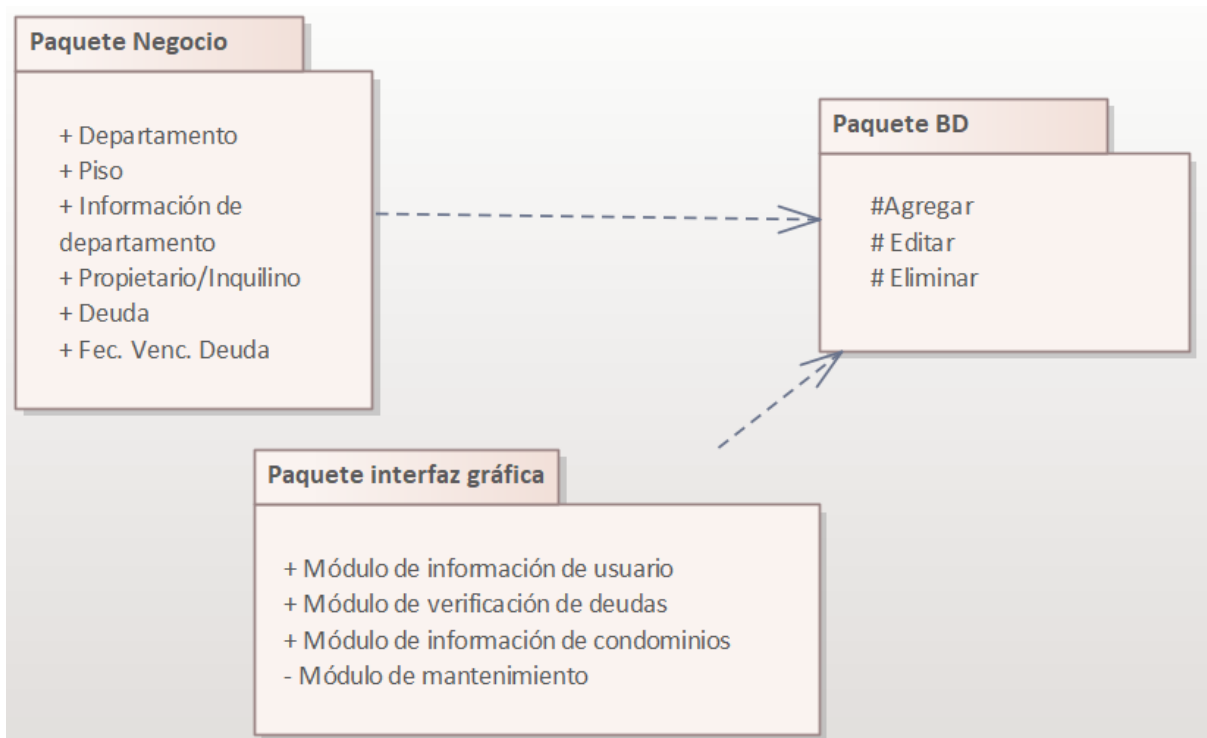 Paquete Negocio
+ Departamento
+ Piso
+ Información de
departamento
+ Propietario/Inquilino
+ Deuda
+ Fec. Venc. Deuda
Paquete BD
#Agregar
# Editar
# Eliminar
Paquete interfaz gráfica
+ Módulo de información de usuario
+ Módulo de verificación de deudas
+ Módulo de información de condominios
- Módulo de mantenimiento